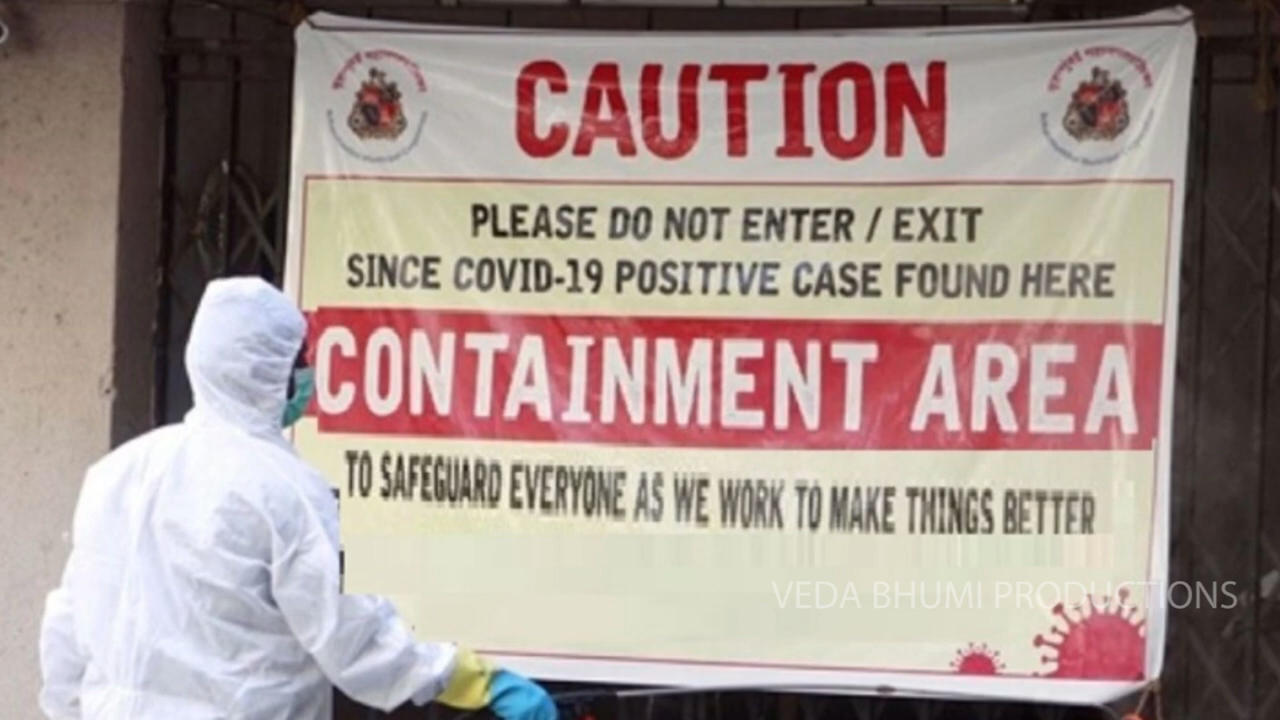 CAUTION
PLEASE DO NOT ENTER / EXIT
SINCE COVID-19 POSITIVE CASE FOUND HERE
CONTAINMENT AREA
TO SAFEGUARD EVERYONE AS WE WORK TO MAKE THINGS BETTER
VEDA BHUMI PRODUCTIONS